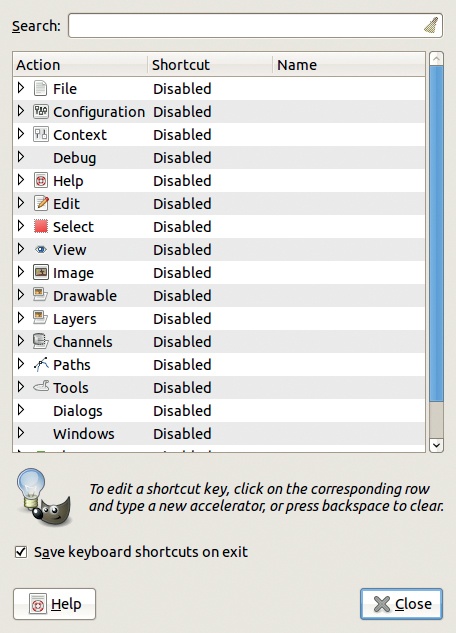 Search:
Action Shortcut Name
File Disabled
Configuration Disabled
Context Disabled
Debug Disabled
Help Disabled
Edit Disabled
Select Disabled
View Disabled
Image Disabled
Drawable Disabled
Layers Disabled
Channels Disabled
Paths Disabled
Tools Disabled
Dialogs Disabled
Windows Disabled
To edit a shortcut key, click on the corresponding row
and type a new accelerator, or press backspace to clear.
Save keyboard shortcuts on exit
Help Close